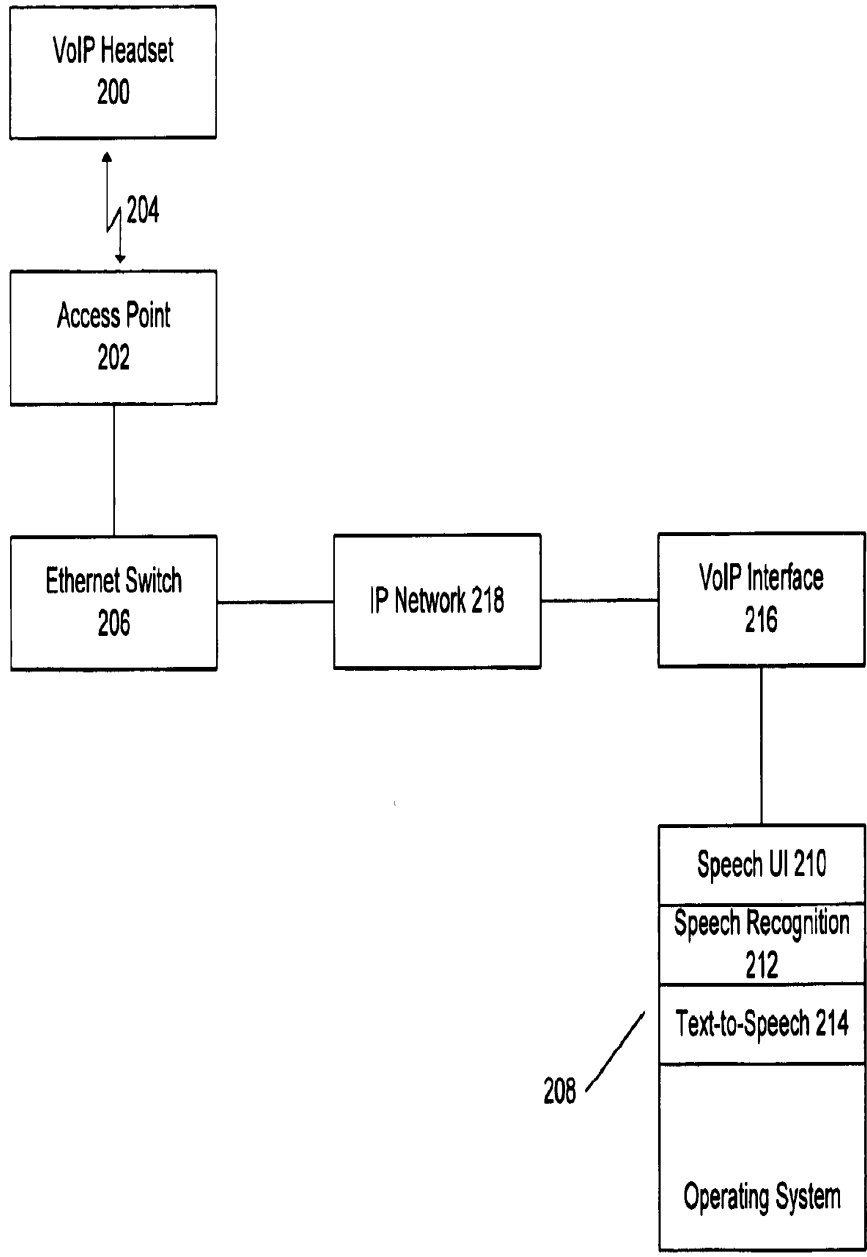 VoIP Headset
200
204
Access Point
202
Ethernet Switch
206
IP Network 218
VoIP Interface
216
Speech UI 210
Speech Recognition
212
Text-to-Speech 214
208
Operating System